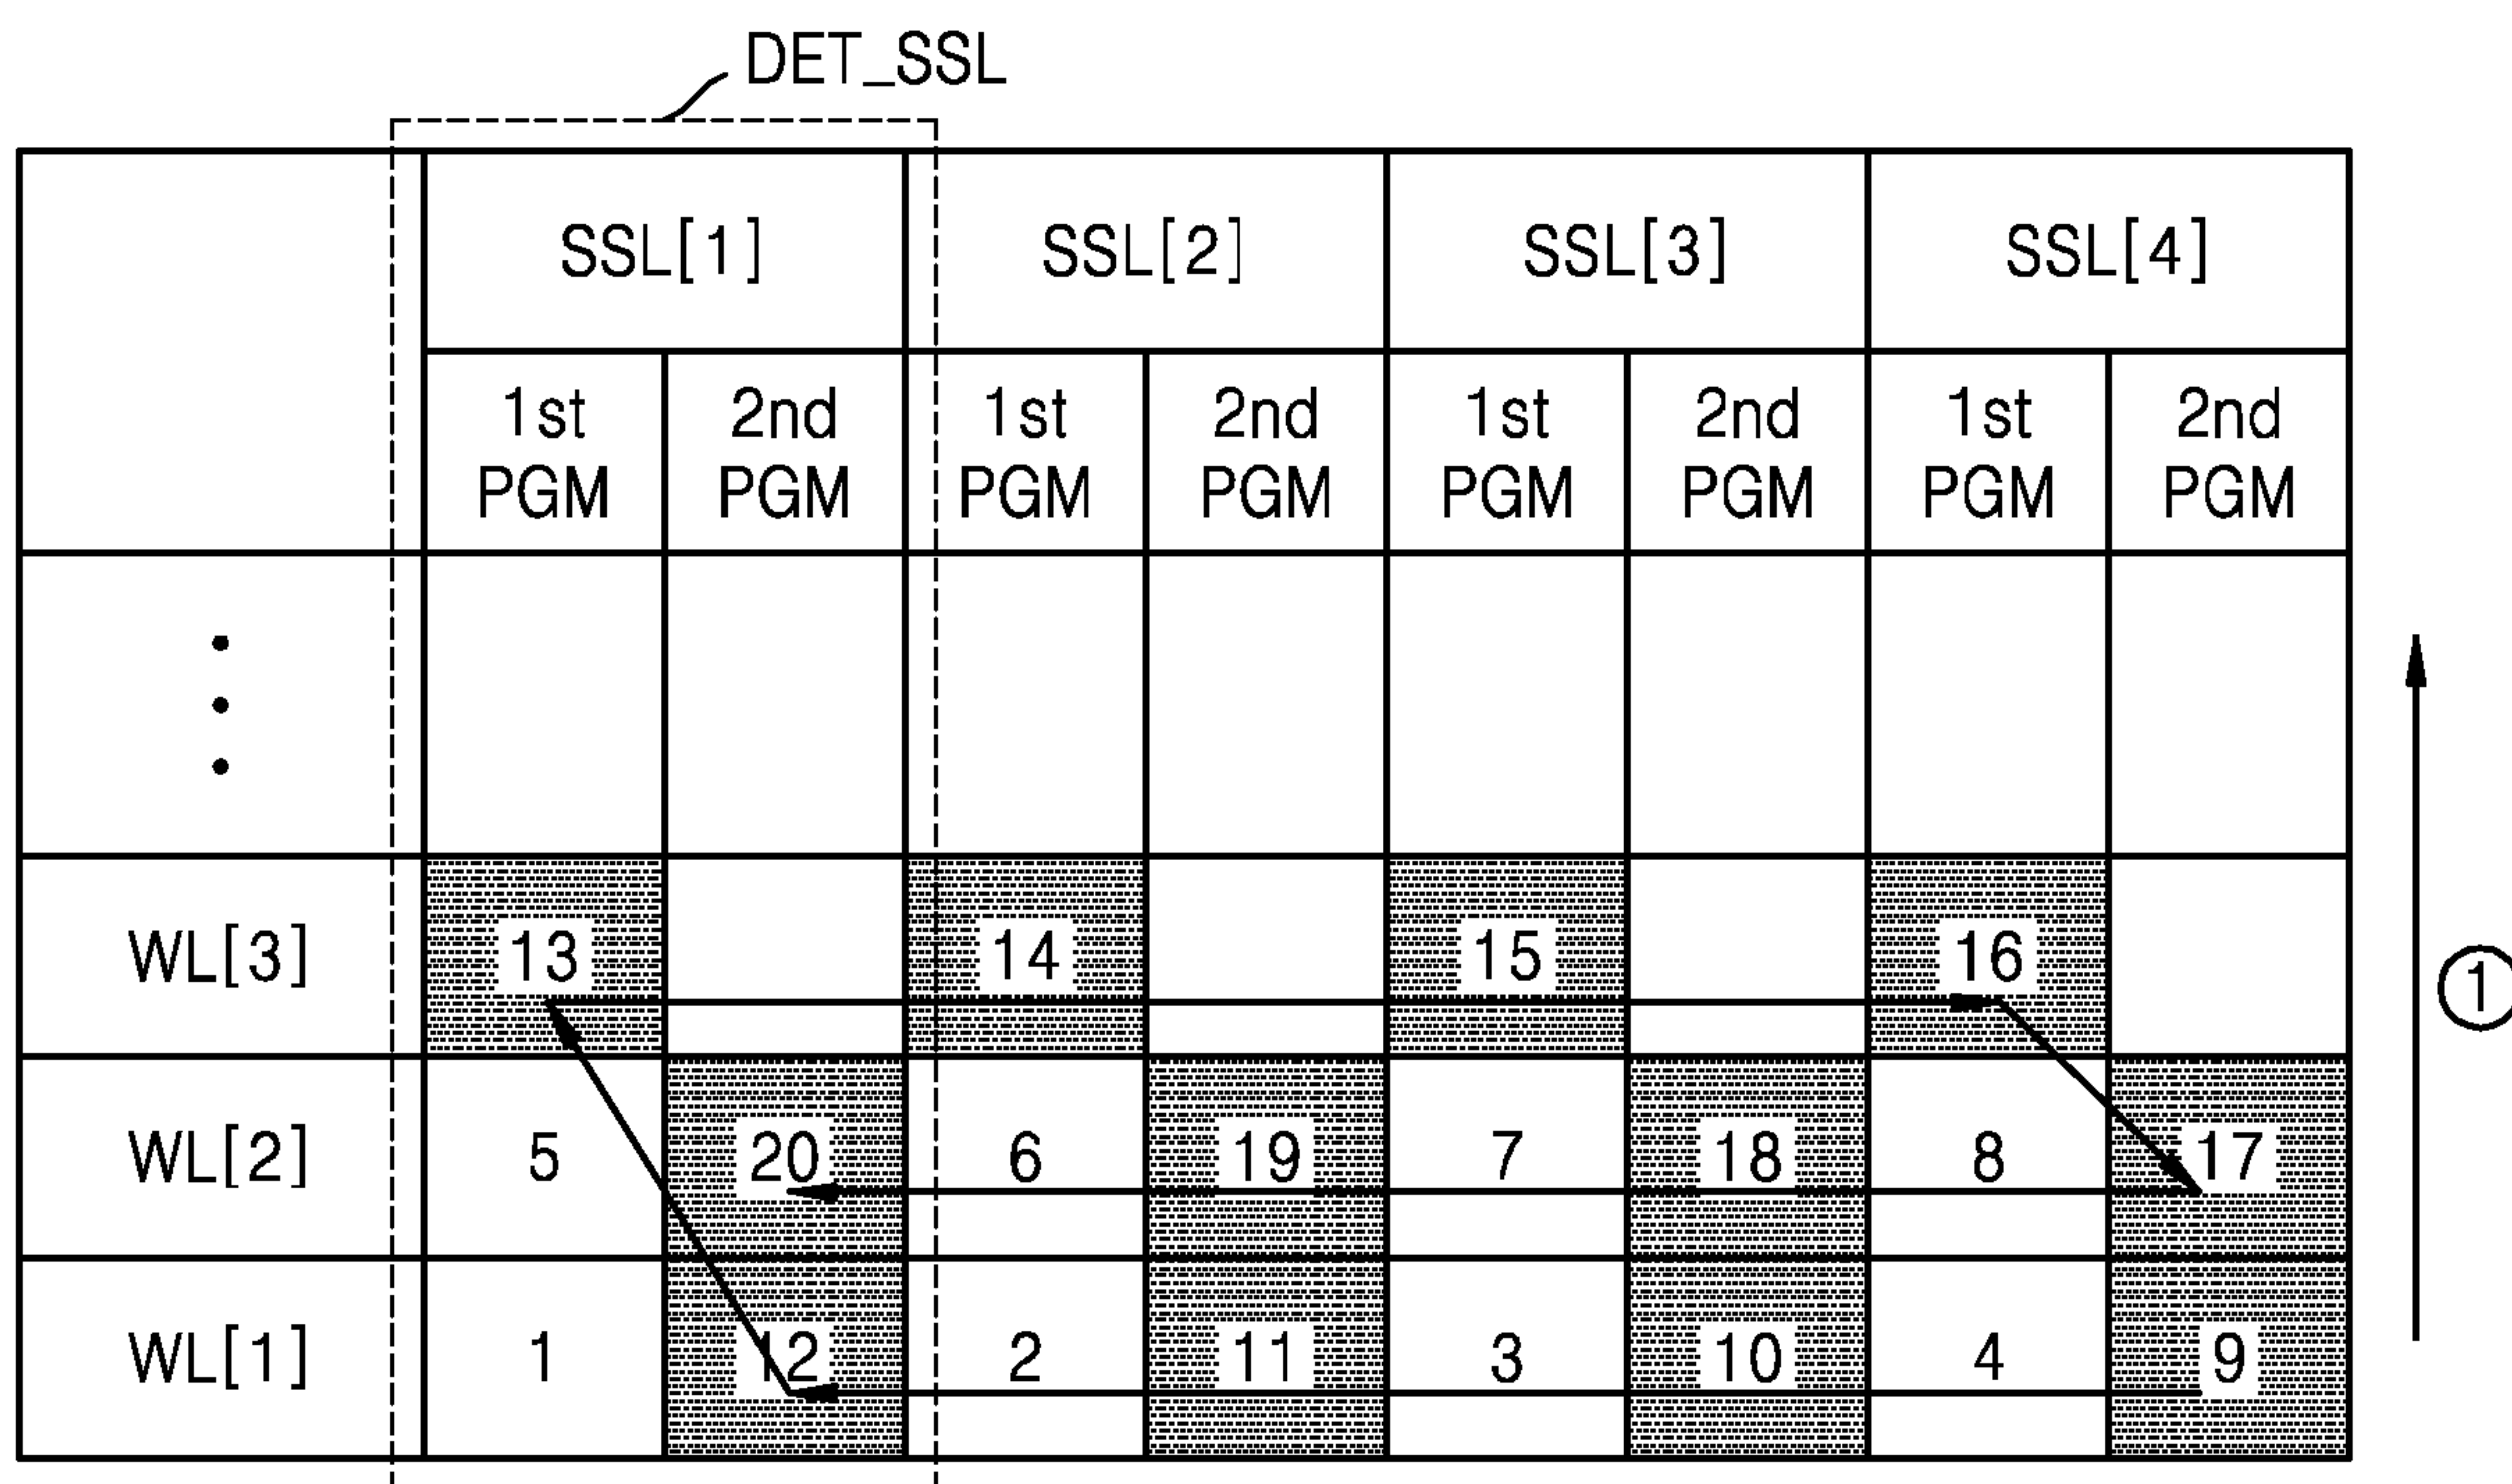 DET_SSL
SSL[1] SSL[2] SSL[3] SSL[4]
1st PGM 2nd PGM 1st PGM 2nd PGM 1st PGM 2nd PGM 1st PGM 2nd PGM
WL[3] 13 14 15 16
①
WL[2] 5 20 6 19 7 18 8 17
WL[1] 1 12 2 11 3 10 4 9